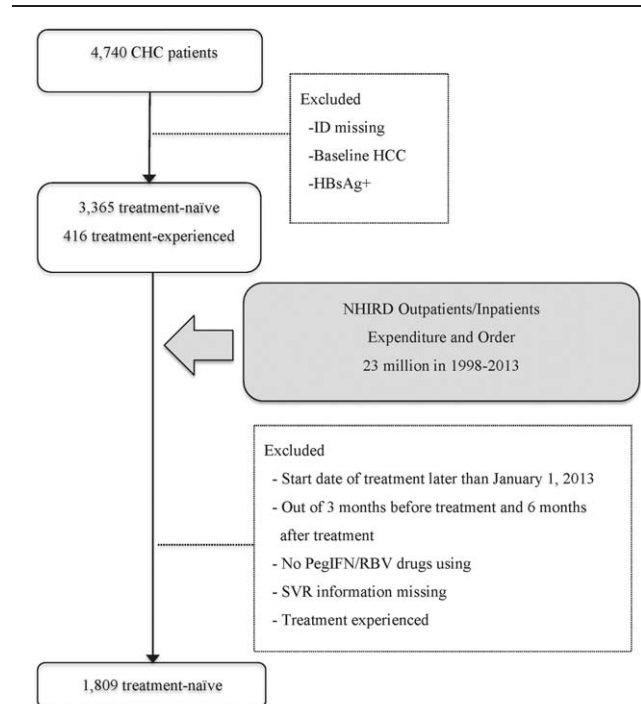 4,740 CHC patients
Excluded
-ID missing
-Baseline HCC
-HBsAg+
3,365 treatment-naïve
416 treatment-experienced
NHIRD Outpatients/Inpatients
Expenditure and Order
23 million in 1998-2013
Excluded
- Start date of treatment later than January 1, 2013
- Out of 3 months before treatment and 6 months
after treatment
- No PegIFN/RBV drugs using
- SVR information missing
- Treatment experienced
1,809 treatment-naïve